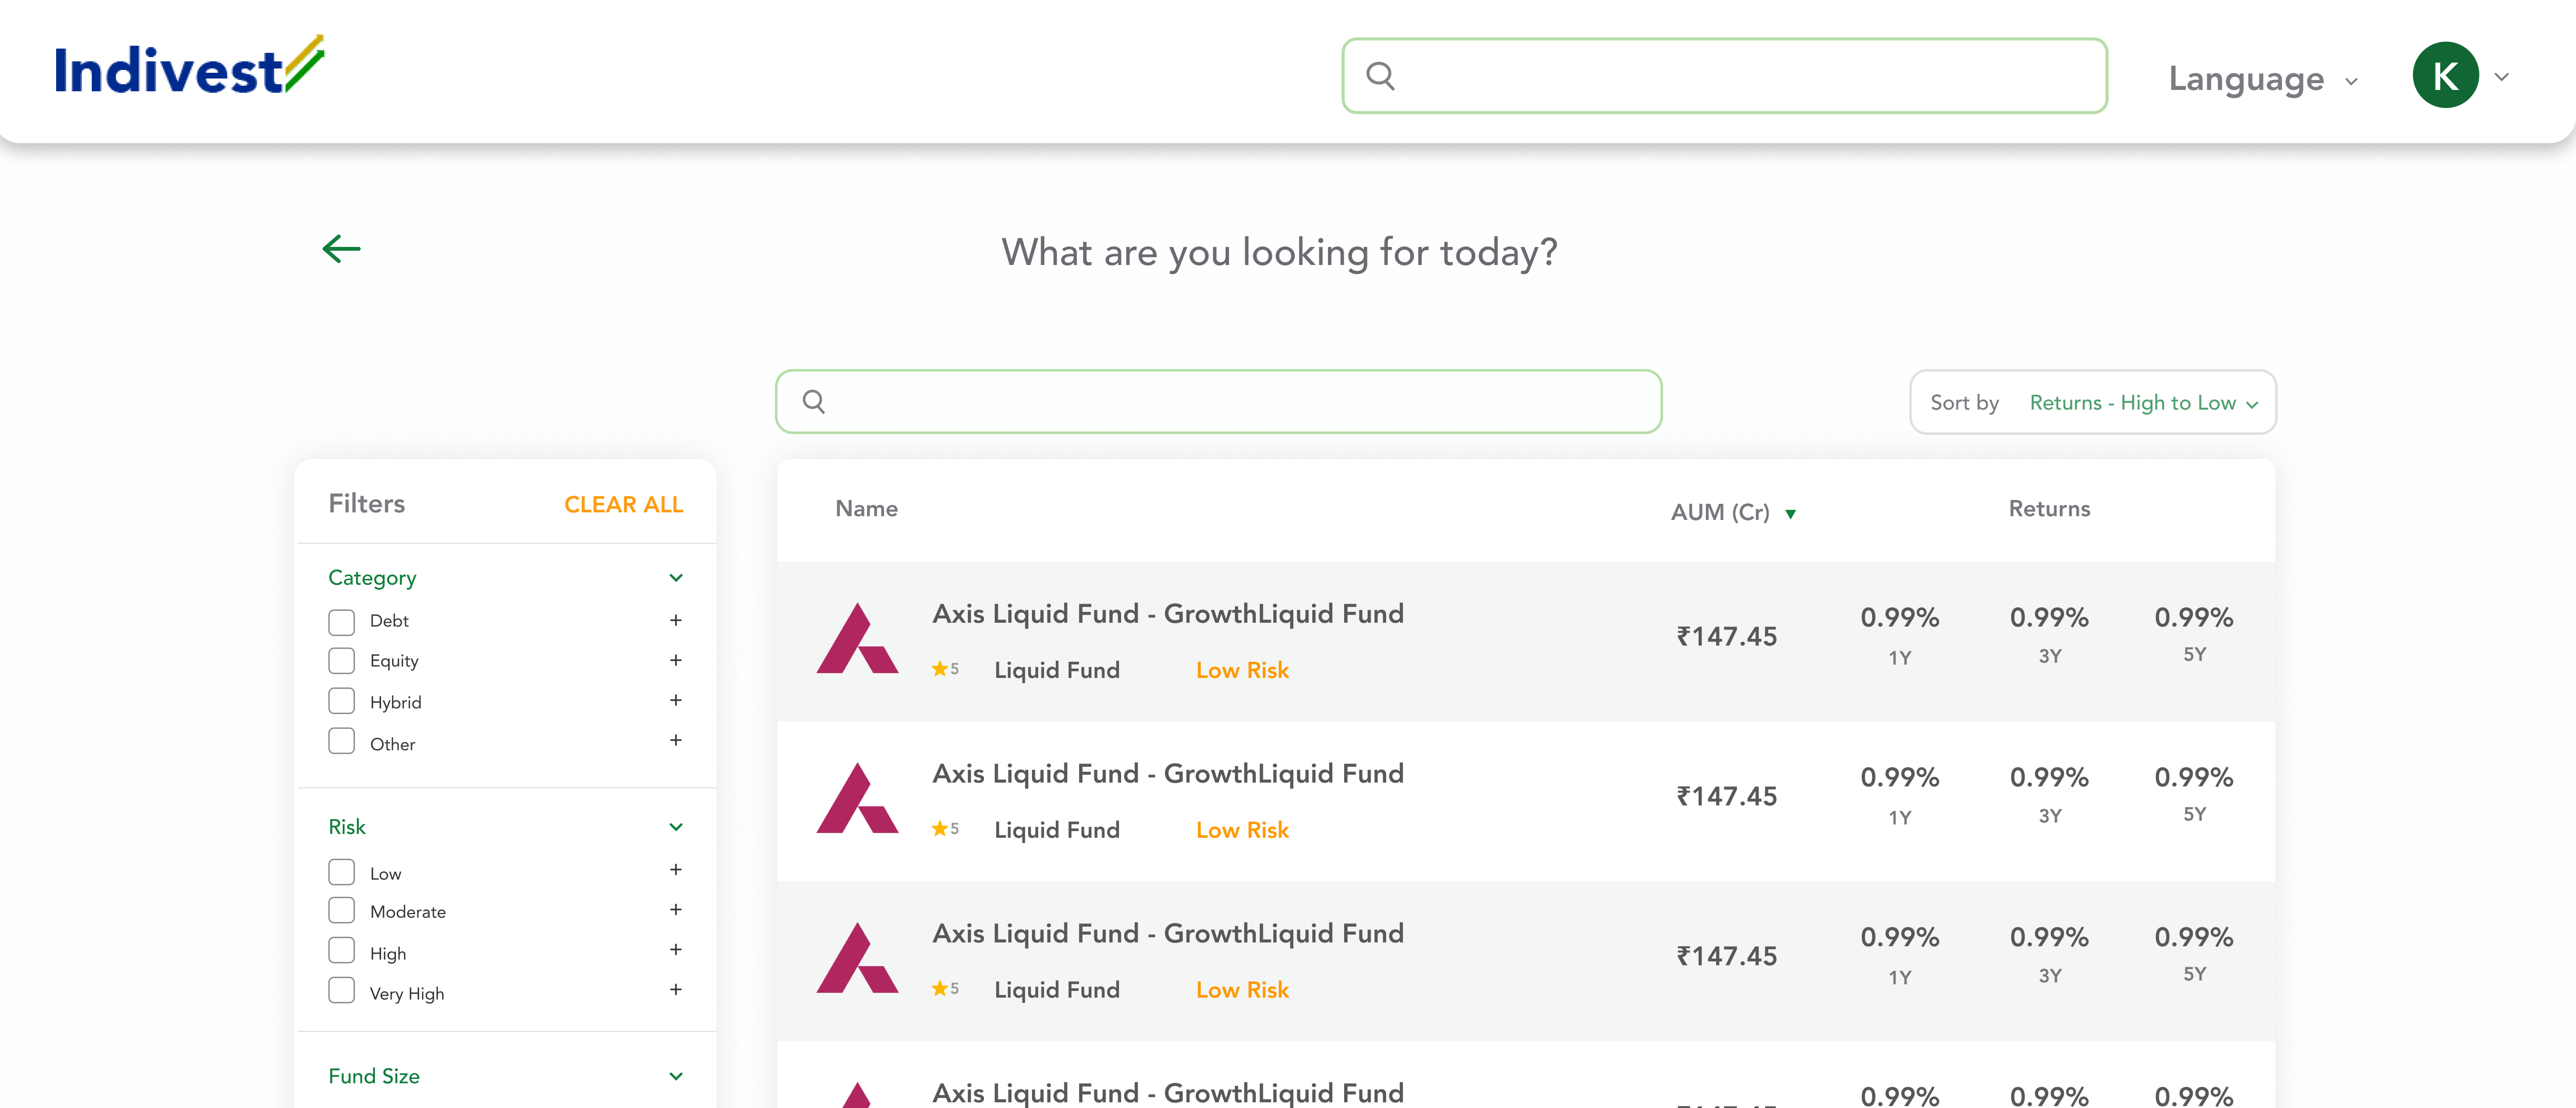 Indivest
Language
K
What are you looking for today?
Sort by Returns - High to Low
Filters CLEAR ALL
Category
Debt +
Equity +
Hybrid +
Other +
Risk
Low +
Moderate +
High +
Very High +
Fund Size
Name AUM (Cr) ▼ Returns
Axis Liquid Fund - GrowthLiquid Fund
★5 Liquid Fund Low Risk
₹147.45
0.99% 0.99% 0.99%
1Y 3Y 5Y
Axis Liquid Fund - GrowthLiquid Fund
★5 Liquid Fund Low Risk
₹147.45
0.99% 0.99% 0.99%
1Y 3Y 5Y
Axis Liquid Fund - GrowthLiquid Fund
★5 Liquid Fund Low Risk
₹147.45
0.99% 0.99% 0.99%
1Y 3Y 5Y
Axis Liquid Fund - GrowthLiquid Fund
0.99% 0.99% 0.99%